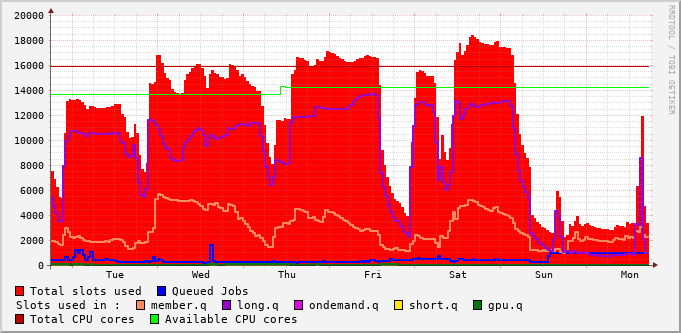 RRDTOOL / TOBI OETIKER
20000
18000
16000
14000
12000
10000
8000
6000
4000
2000
0
Tue Wed Thu Fri Sat Sun Mon
Total slots used Queued Jobs
Slots used in : member.q long.q ondemand.q short.q gpu.q
Total CPU cores Available CPU cores